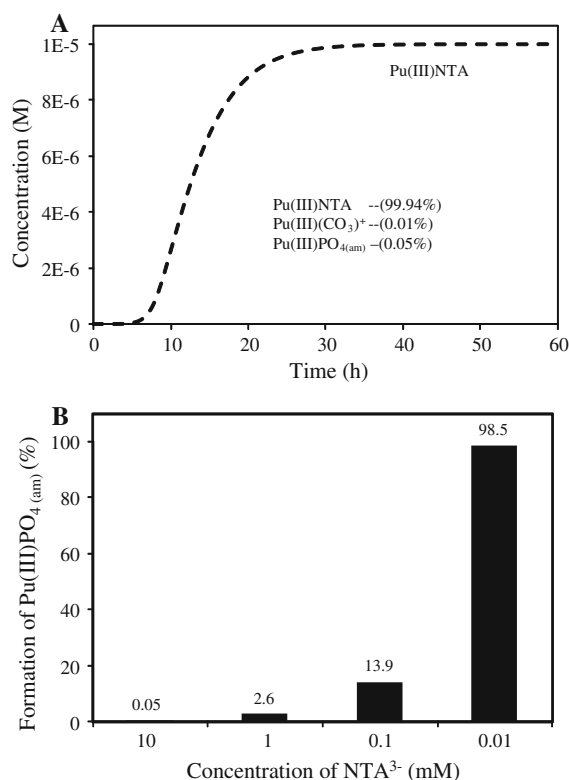 A
1E-5
8E-6
6E-6
4E-6
2E-6
0
Concentration (M)
Pu(III)NTA
Pu(III)NTA --(99.94%)
Pu(III)(CO₃)⁺ --(0.01%)
Pu(III)PO₄₍ₐₘ₎ –(0.05%)
0 10 20 30 40 50 60
Time (h)
B
100
80
60
40
20
0
Formation of Pu(III)PO₄ ₍ₐₘ₎ (%)
0.05
2.6
13.9
98.5
10 1 0.1 0.01
Concentration of NTA³⁻ (mM)